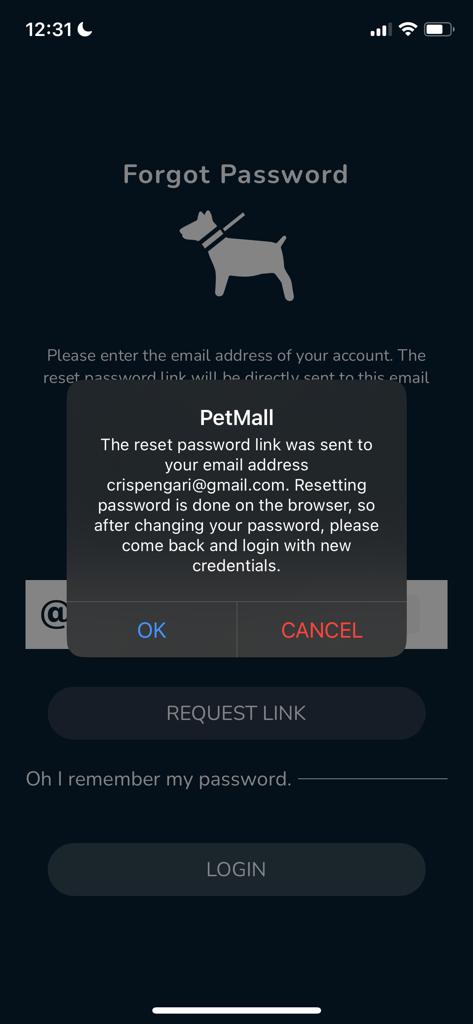 12:31
Forgot Password
Please enter the email address of your account. The
reset password link will be directly sent to this email
PetMall
The reset password link was sent to
your email address
crispengari@gmail.com. Resetting
password is done on the browser, so
after changing your password, please
come back and login with new
credentials.
@
OK CANCEL
REQUEST LINK
Oh I remember my password.
LOGIN